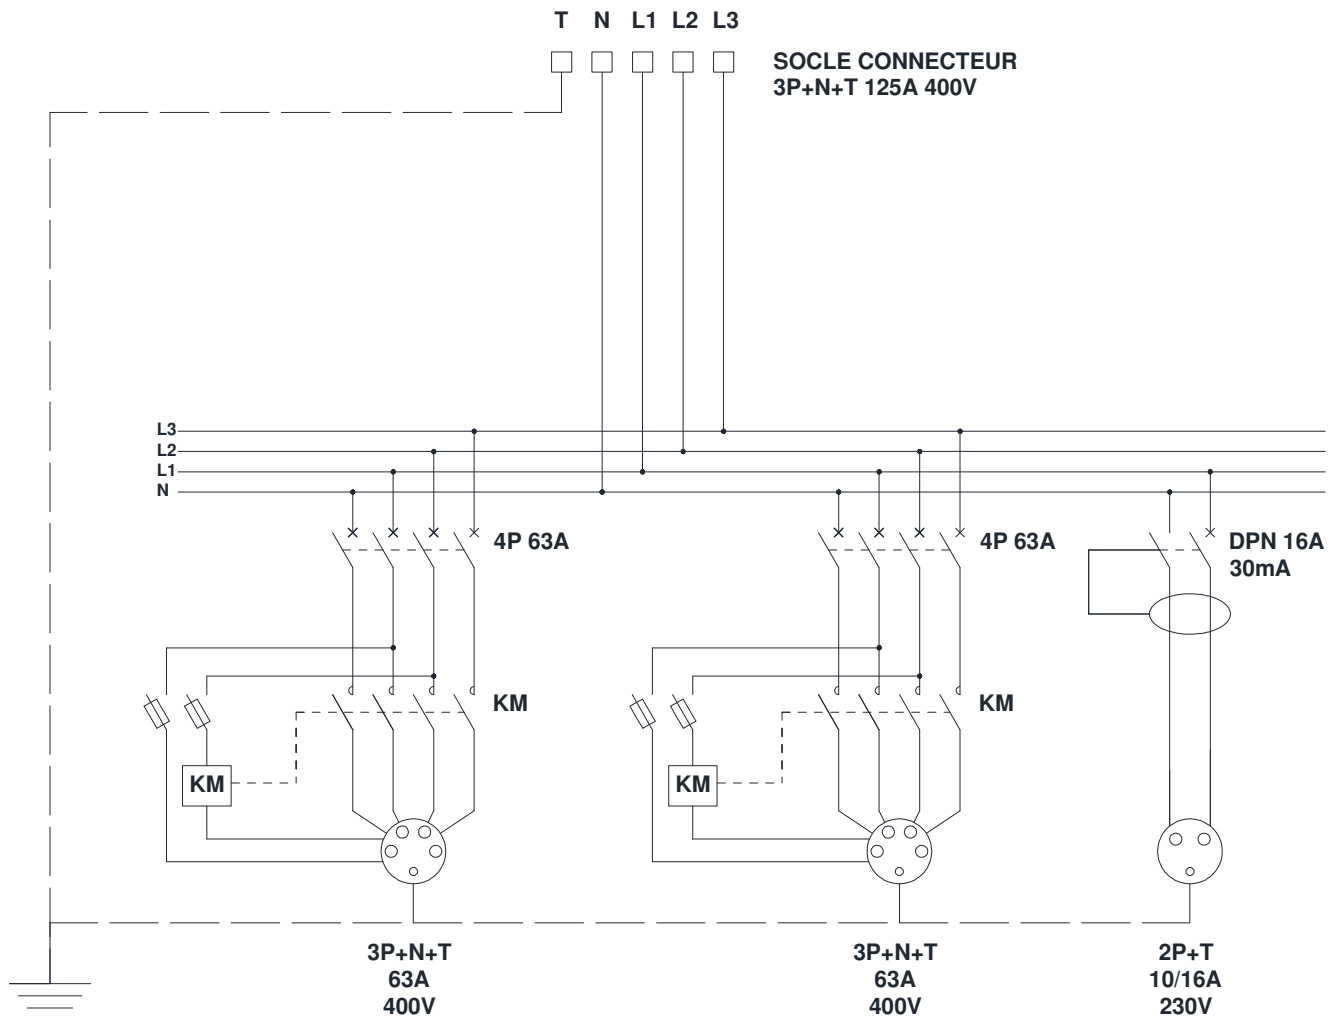 T N L1 L2 L3
SOCLE CONNECTEUR
3P+N+T 125A 400V
L3
L2
L1
N
4P 63A
4P 63A
DPN 16A
30mA
KM
KM
KM
KM
3P+N+T
63A
400V
3P+N+T
63A
400V
2P+T
10/16A
230V